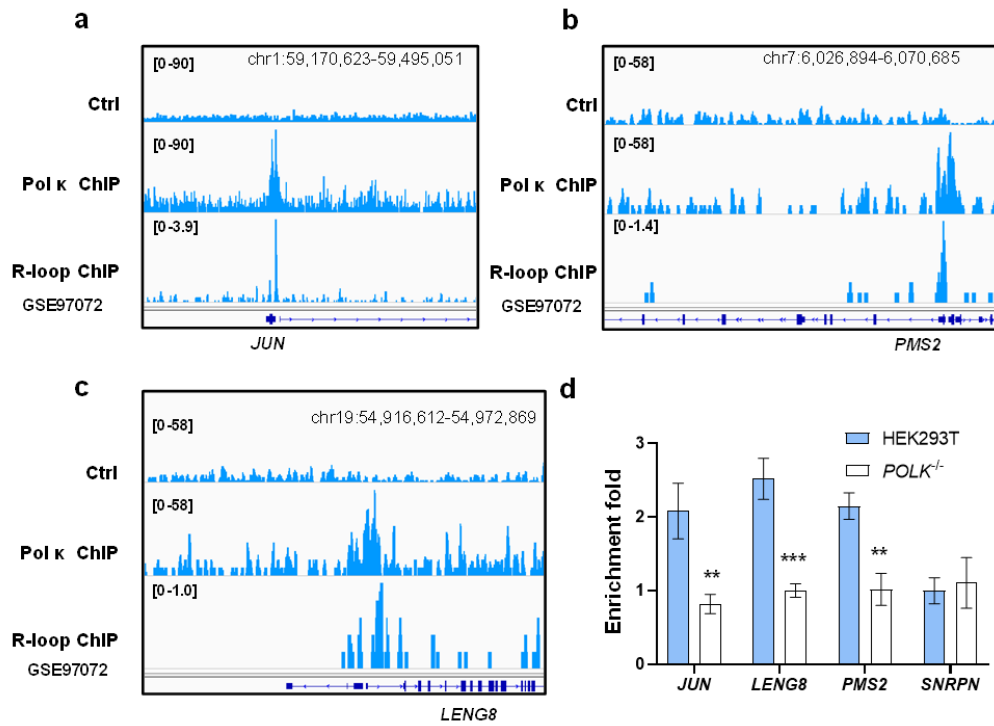 a
[0-90]
chr1:59,170,623-59,495,051
Ctrl
[0-90]
Pol κ ChIP
[0-3.9]
R-loop ChIP
GSE97072
JUN
b
[0-58]
chr7:6,026,894-6,070,685
Ctrl
[0-58]
Pol κ ChIP
[0-1.4]
R-loop ChIP
GSE97072
PMS2
c
[0-58]
chr19:54,916,612-54,972,869
Ctrl
[0-58]
Pol κ ChIP
[0-1.0]
R-loop ChIP
GSE97072
LENG8
d
HEK293T
POLK-/-
Enrichment fold
3
2
1
0
**
***
**
JUN LENG8 PMS2 SNRPN